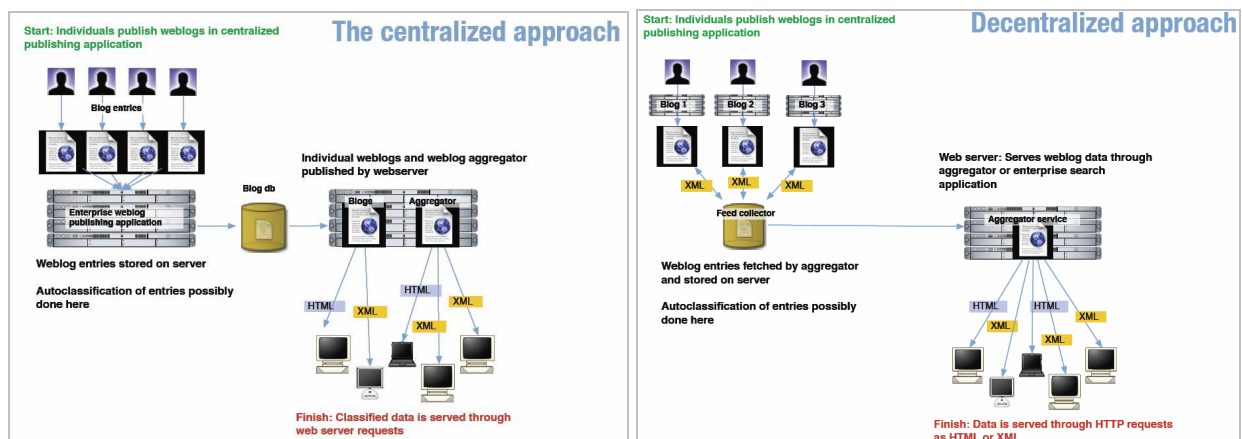 Start: Individuals publish weblogs in centralized
publishing application
The centralized approach
Blog entries
Individual weblogs and weblog aggregator
published by webserver
Blog db
Enterprise weblog
publishing application
Blogs
Aggregator
Weblog entries stored on server
Autoclassification of entries possibly
done here
HTML
XML
HTML
XML
XML
Finish: Classified data is served through
web server requests
Start: Individuals publish weblogs in centralized
publishing application
Decentralized approach
Blog 1
Blog 2
Blog 3
XML
XML
XML
Feed collector
Web server: Serves weblog data through
aggregator or enterprise search
application
Aggregator service
Weblog entries fetched by aggregator
and stored on server
Autoclassification of entries possibly
done here
HTML
XML
HTML
XML
XML
Finish: Data is served through HTTP requests
as HTML or XML